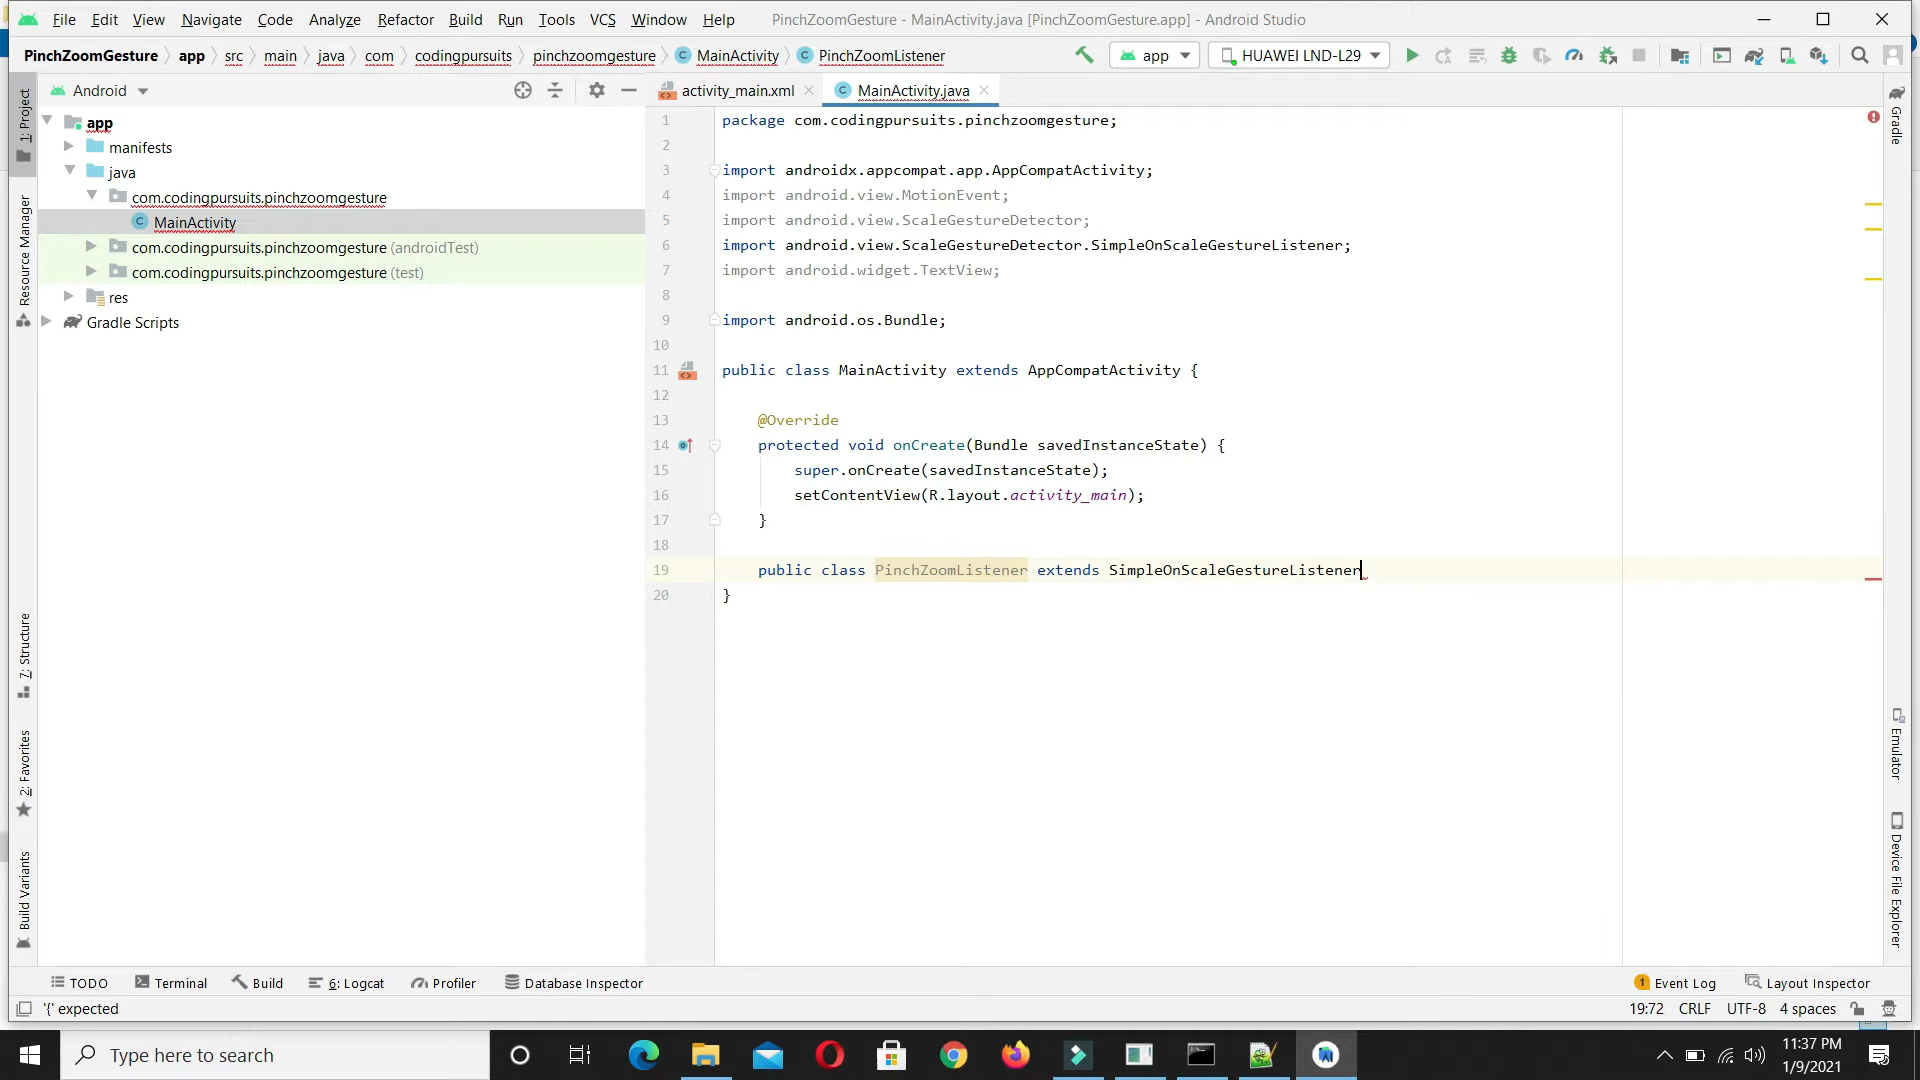 File Edit View Navigate Code Analyze Refactor Build Run Tools VCS Window Help PinchZoomGesture - MainActivity.java [PinchZoomGesture.app] - Android Studio
PinchZoomGesture app src main java com codingpursuits pinchzoomgesture MainActivity PinchZoomListener app HUAWEI LND-L29
Android
activity_main.xml MainActivity.java
app
manifests
java
com.codingpursuits.pinchzoomgesture
MainActivity
com.codingpursuits.pinchzoomgesture (androidTest)
com.codingpursuits.pinchzoomgesture (test)
res
Gradle Scripts
1 package com.codingpursuits.pinchzoomgesture;
2
3 import androidx.appcompat.app.AppCompatActivity;
4 import android.view.MotionEvent;
5 import android.view.ScaleGestureDetector;
6 import android.view.ScaleGestureDetector.SimpleOnScaleGestureListener;
7 import android.widget.TextView;
8
9 import android.os.Bundle;
10
11 public class MainActivity extends AppCompatActivity {
12
13 @Override
14 protected void onCreate(Bundle savedInstanceState) {
15 super.onCreate(savedInstanceState);
16 setContentView(R.layout.activity_main);
17 }
18
19 public class PinchZoomListener extends SimpleOnScaleGestureListener
20 }
1: Project
Resource Manager
7: Structure
2: Favorites
Build Variants
Gradle
Emulator
Device File Explorer
TODO Terminal Build 6: Logcat Profiler Database Inspector 1 Event Log Layout Inspector
'{' expected 19:72 CRLF UTF-8 4 spaces
Type here to search
11:37 PM
1/9/2021